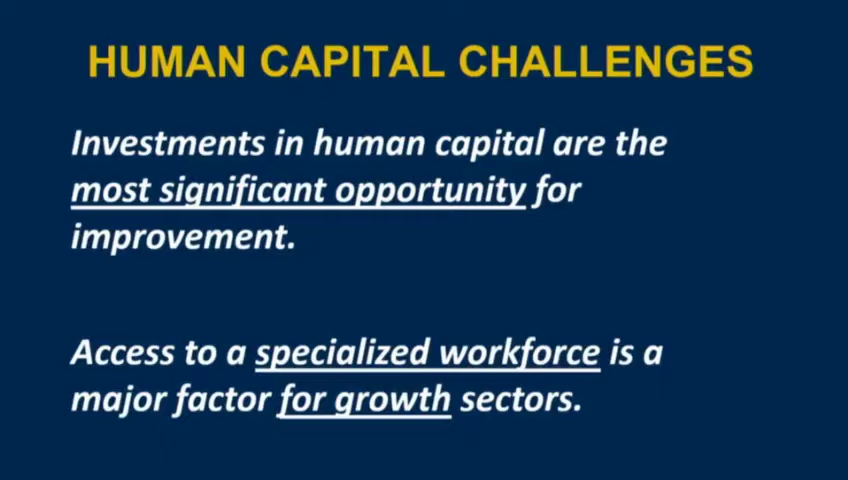 HUMAN CAPITAL CHALLENGES
Investments in human capital are the
most significant opportunity for
improvement.
Access to a specialized workforce is a
major factor for growth sectors.